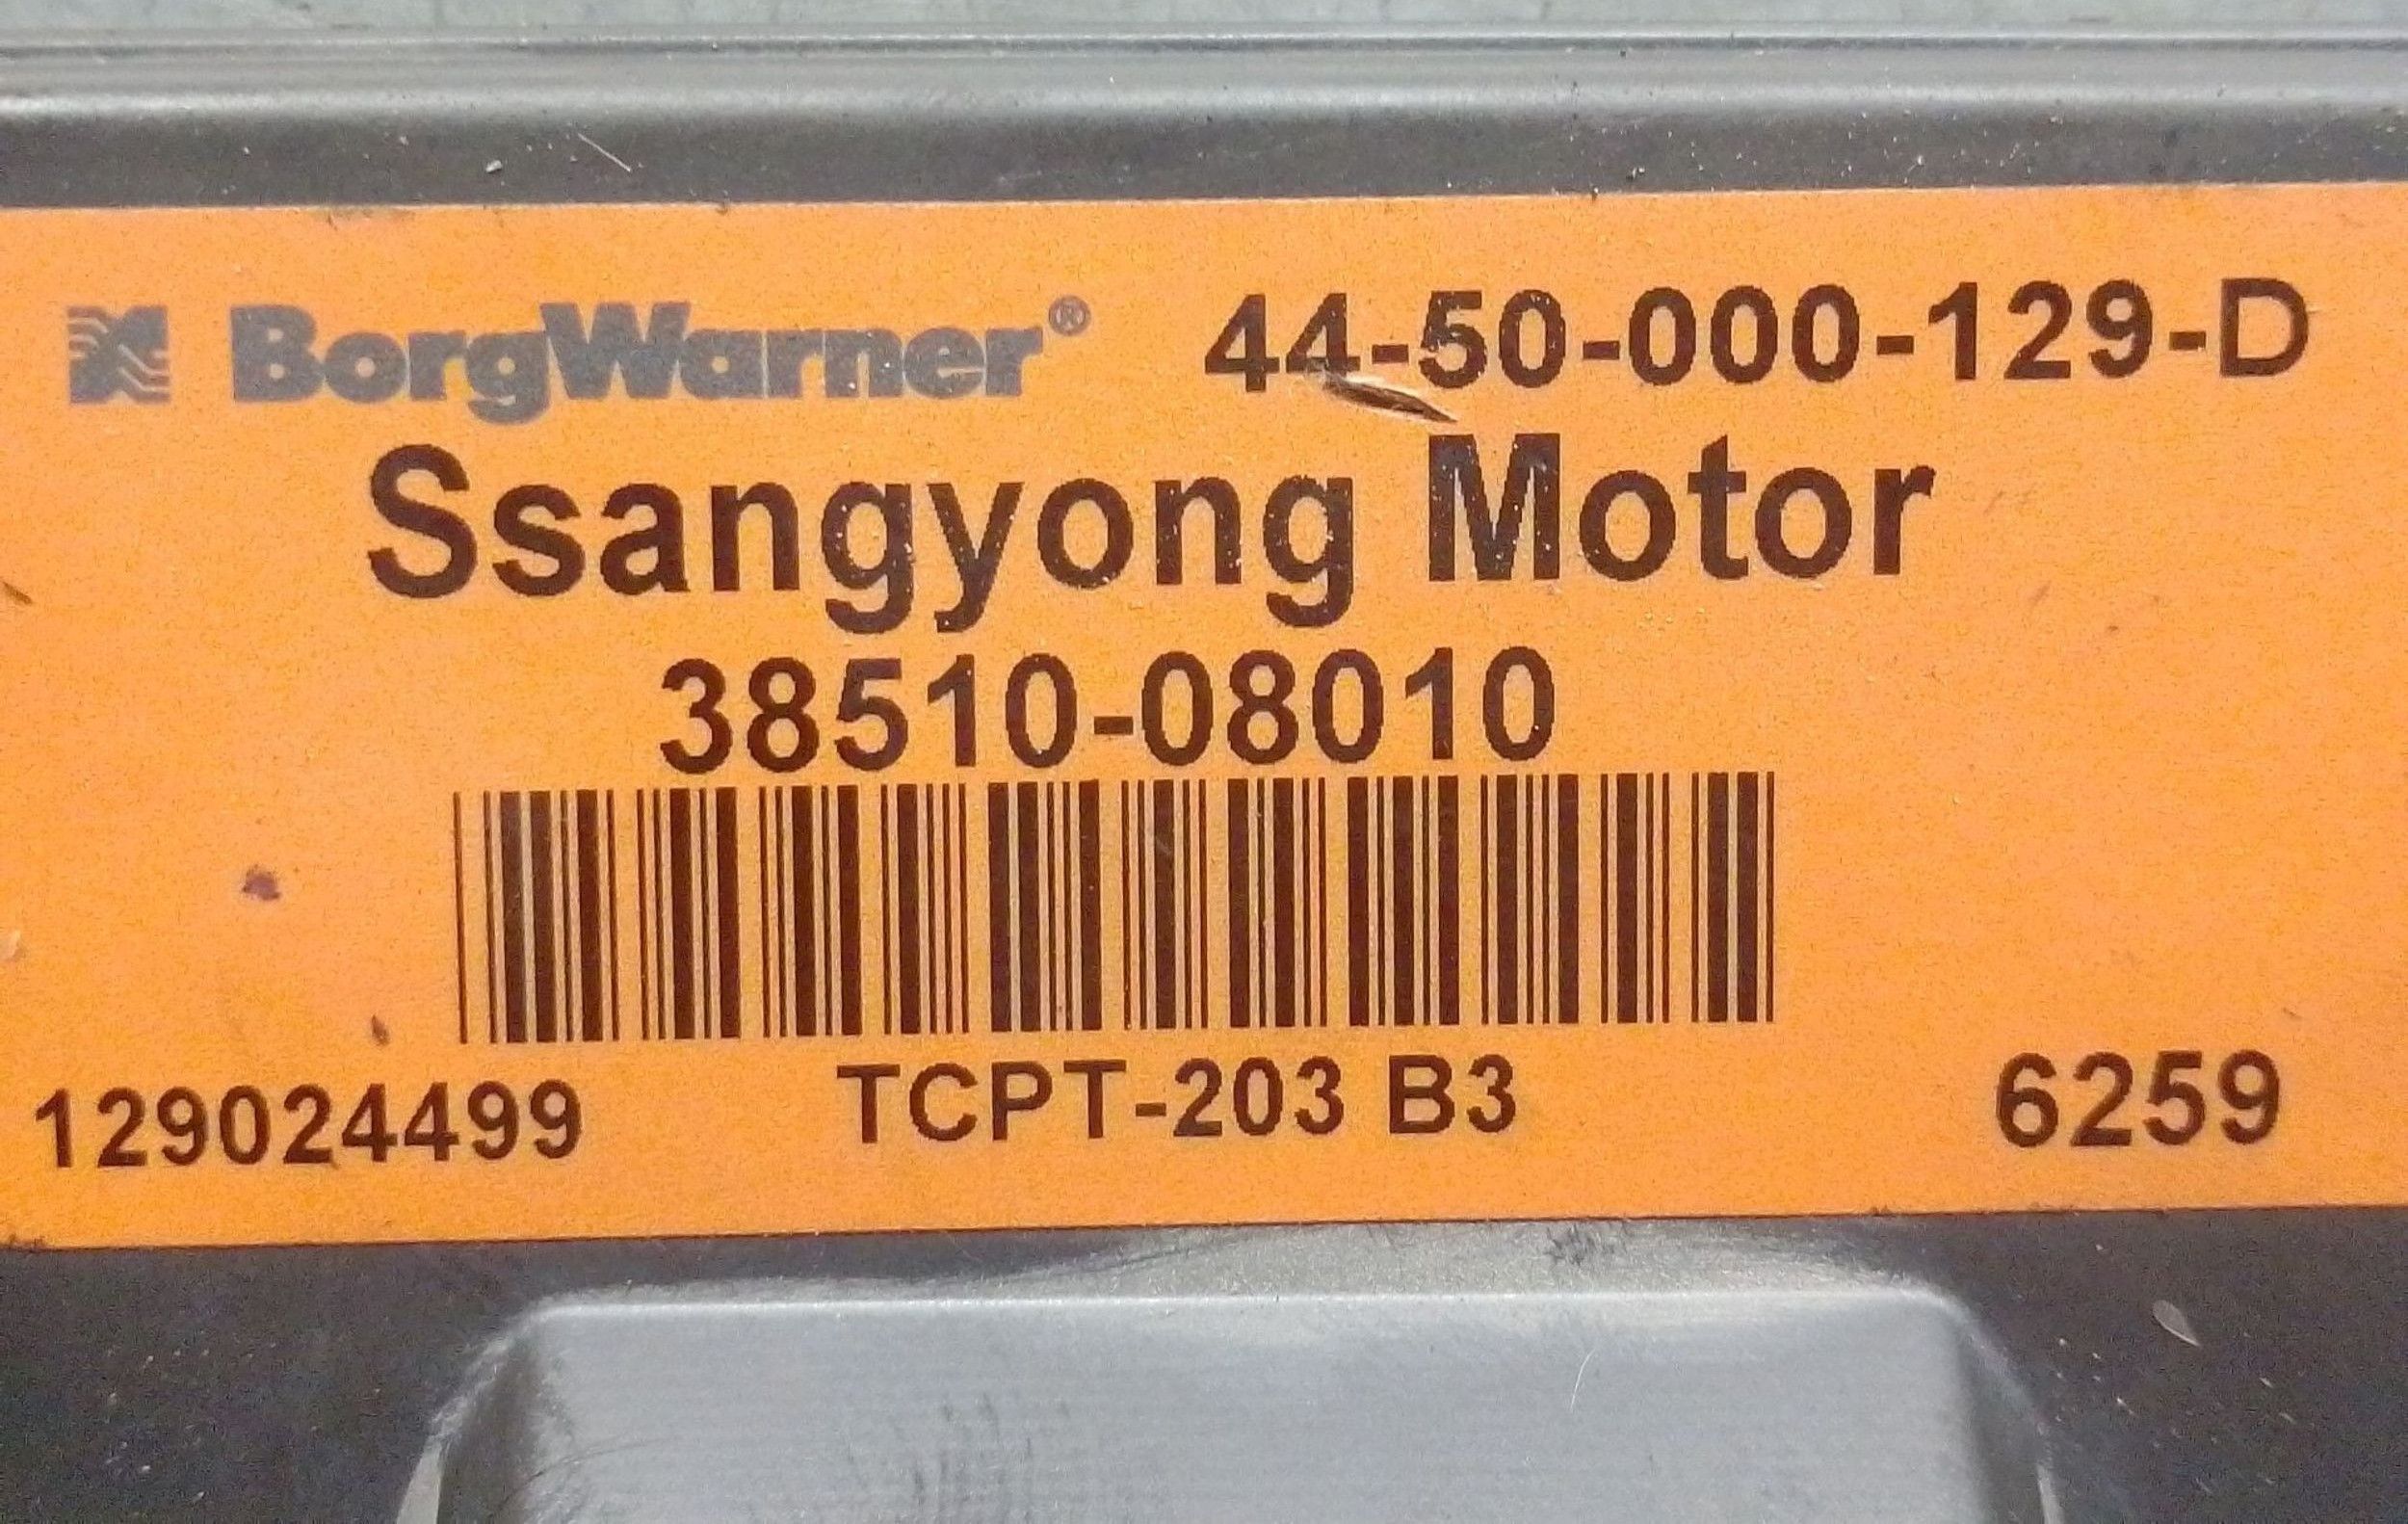 BorgWarner® 44-50-000-129-D
Ssangyong Motor
38510-08010
129024499 TCPT-203 B3 6259